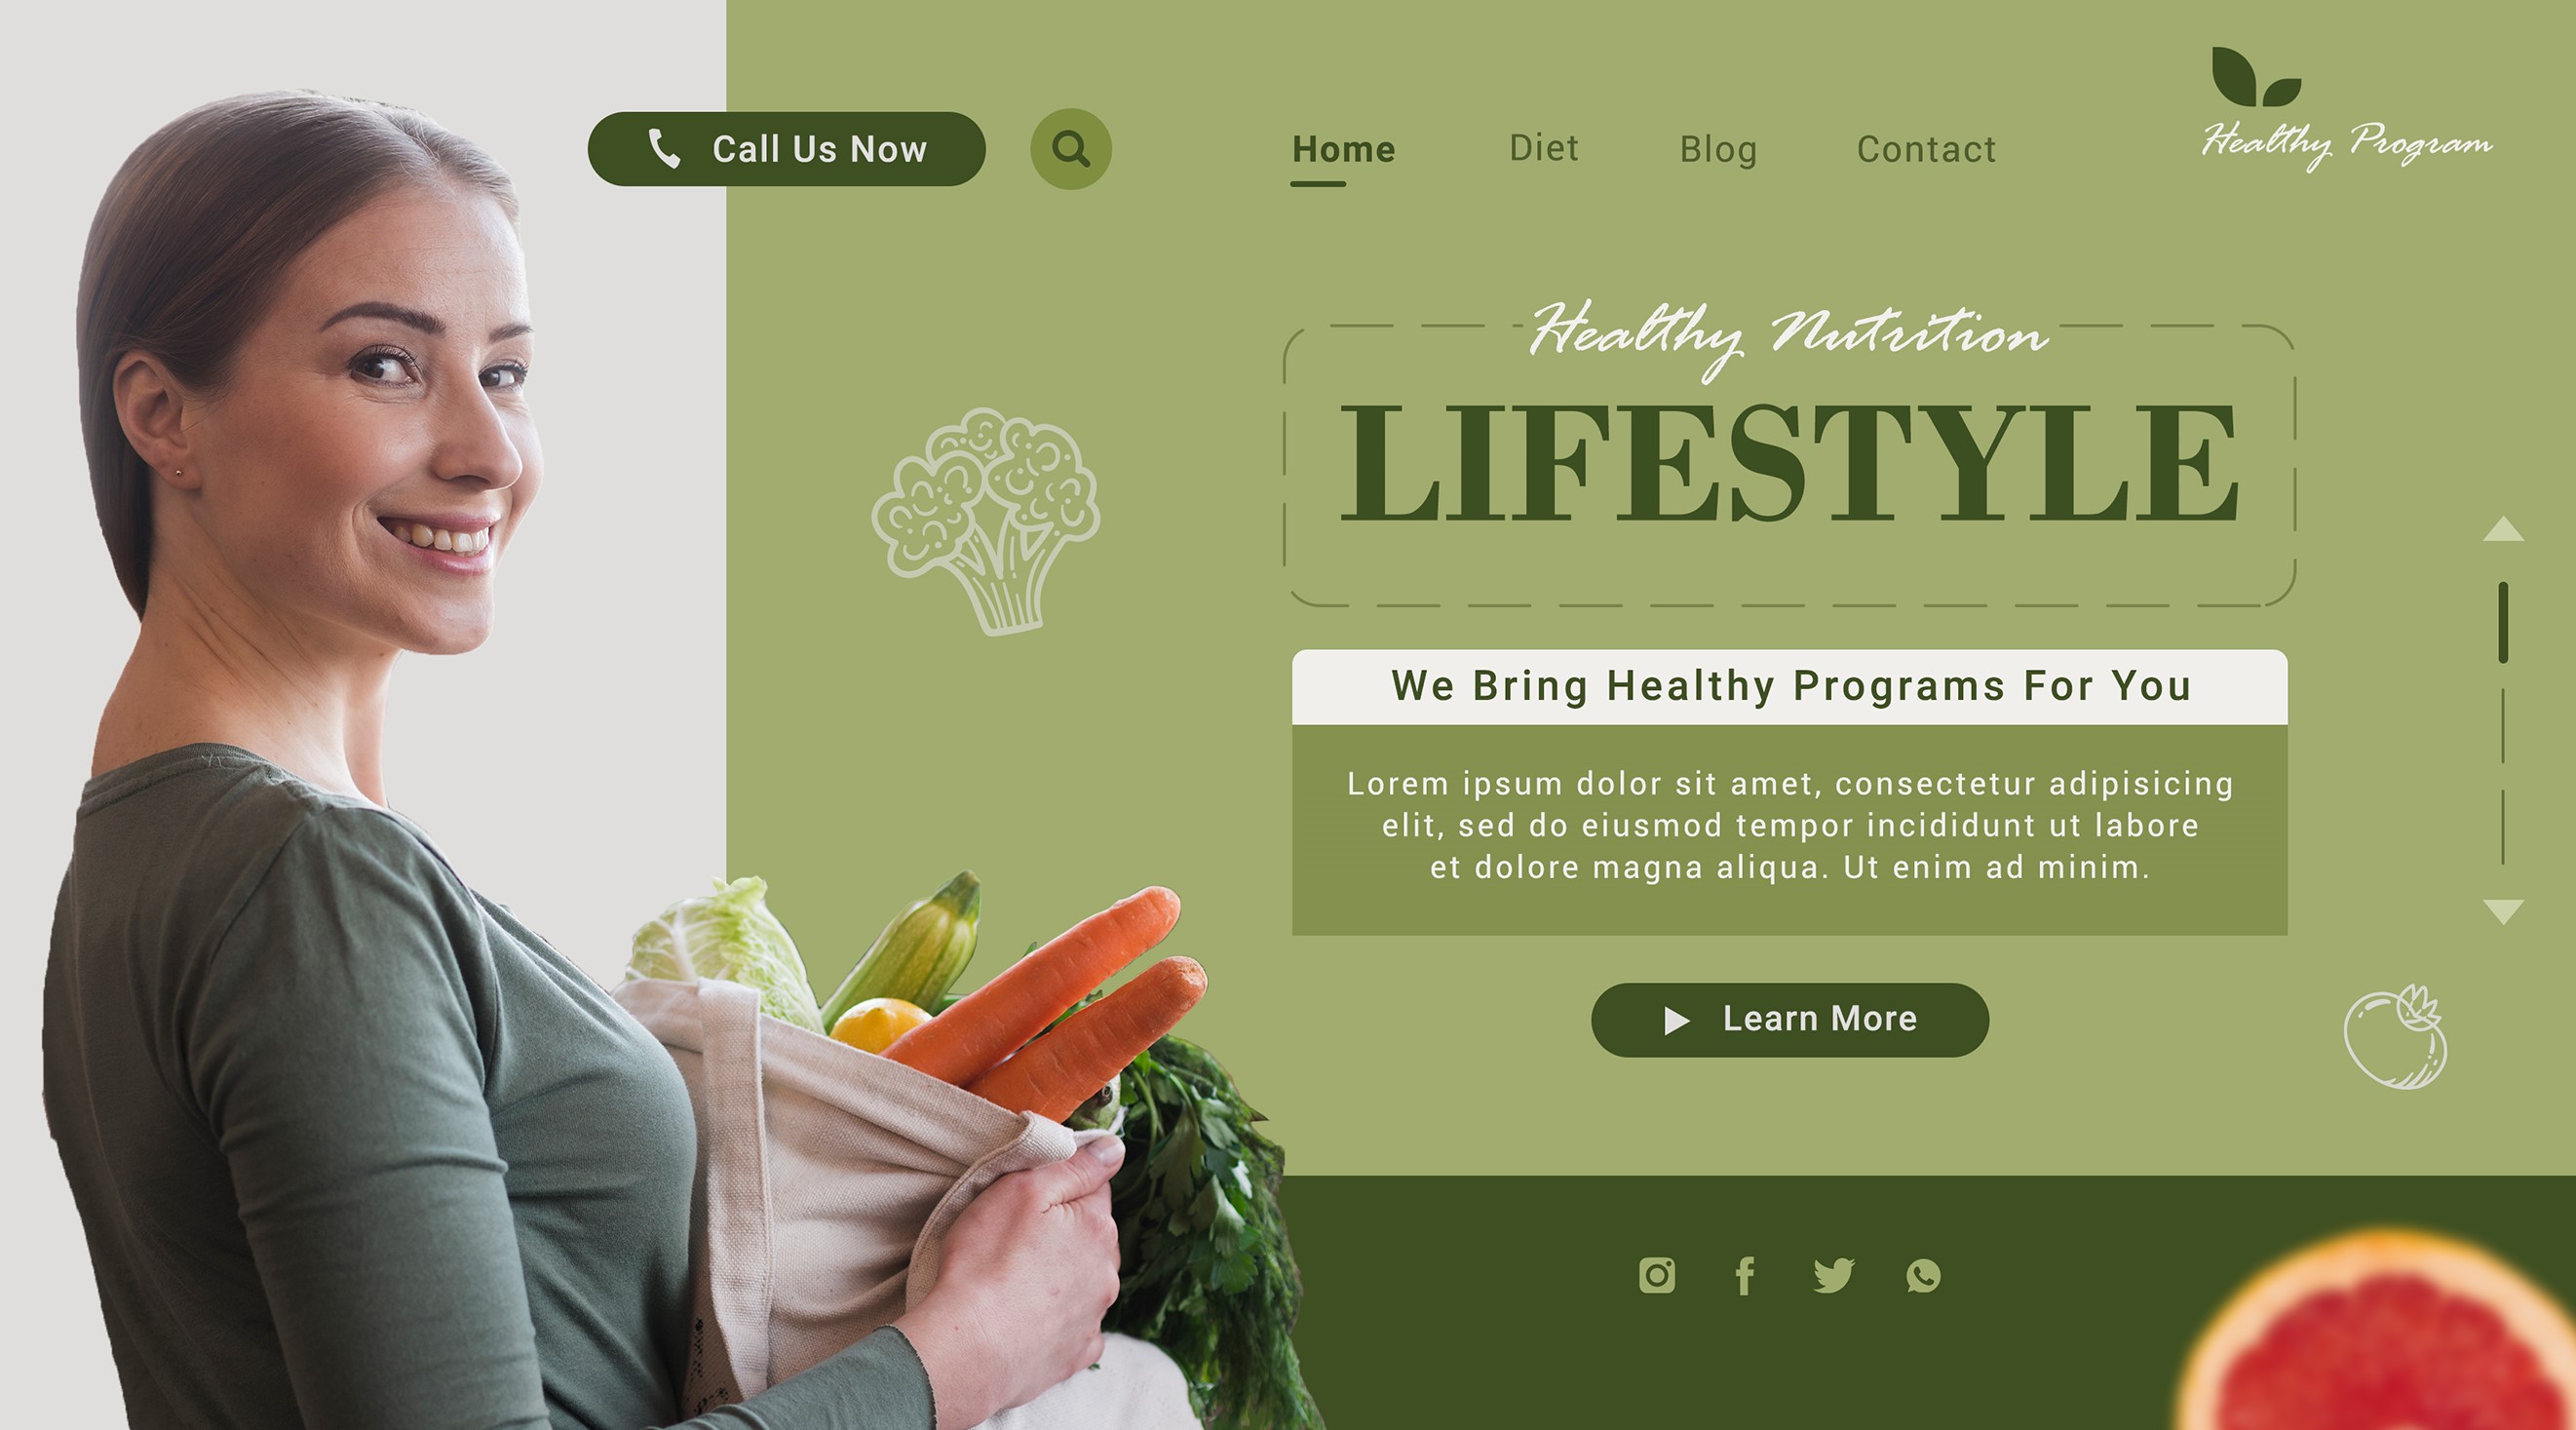 Call Us Now
Home
Diet
Blog
Contact
Healthy Program
Healthy Nutrition
LIFESTYLE
We Bring Healthy Programs For You
Lorem ipsum dolor sit amet, consectetur adipisicing
elit, sed do eiusmod tempor incididunt ut labore
et dolore magna aliqua. Ut enim ad minim.
Learn More